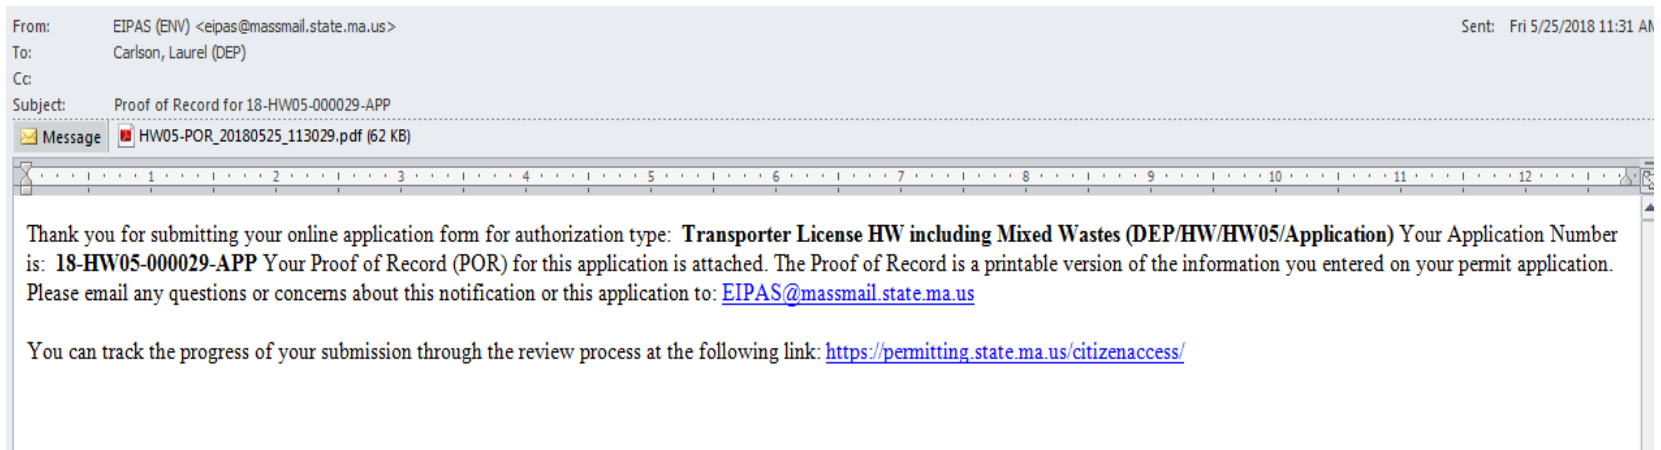 From: EIPAS (ENV) <eipas@massmail.state.ma.us> Sent: Fri 5/25/2018 11:31 AM
To: Carlson, Laurel (DEP)
Cc:
Subject: Proof of Record for 18-HW05-000029-APP
Message HW05-POR_20180525_113029.pdf (62 KB)
1 2 3 4 5 6 7 8 9 10 11 12
Thank you for submitting your online application form for authorization type: Transporter License HW including Mixed Wastes (DEP/HW/HW05/Application) Your Application Number
is: 18-HW05-000029-APP Your Proof of Record (POR) for this application is attached. The Proof of Record is a printable version of the information you entered on your permit application.
Please email any questions or concerns about this notification or this application to: EIPAS@massmail.state.ma.us
You can track the progress of your submission through the review process at the following link: https://permitting.state.ma.us/citizenaccess/